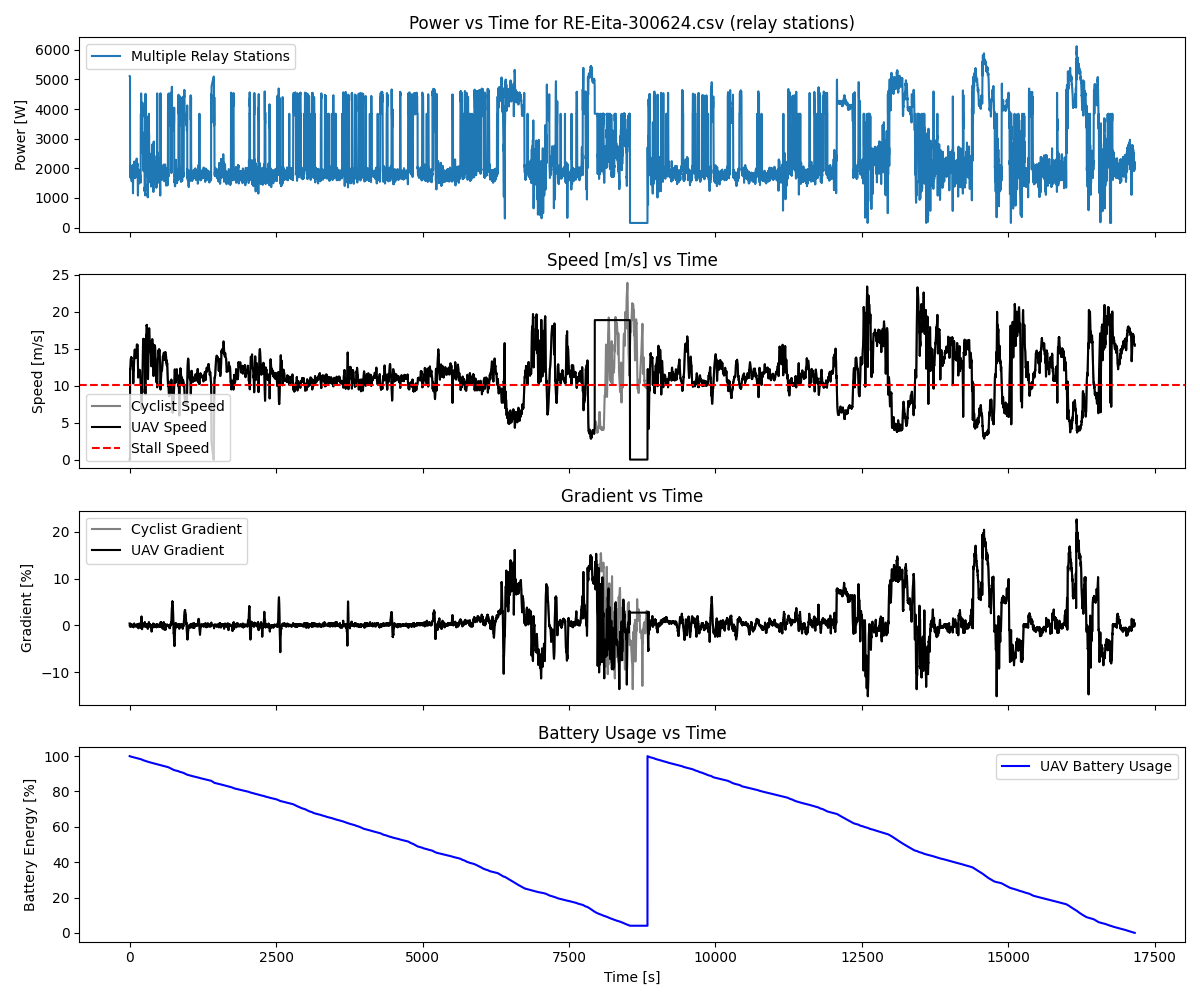 Power vs Time for RE-Eita-300624.csv (relay stations)
Multiple Relay Stations
Power [W]
6000
5000
4000
3000
2000
1000
0
Speed [m/s] vs Time
Speed [m/s]
25
20
15
10
5
0
Cyclist Speed
UAV Speed
Stall Speed
Gradient vs Time
Cyclist Gradient
UAV Gradient
Gradient [%]
20
10
0
−10
Battery Usage vs Time
UAV Battery Usage
Battery Energy [%]
100
80
60
40
20
0
0 2500 5000 7500 10000 12500 15000 17500
Time [s]